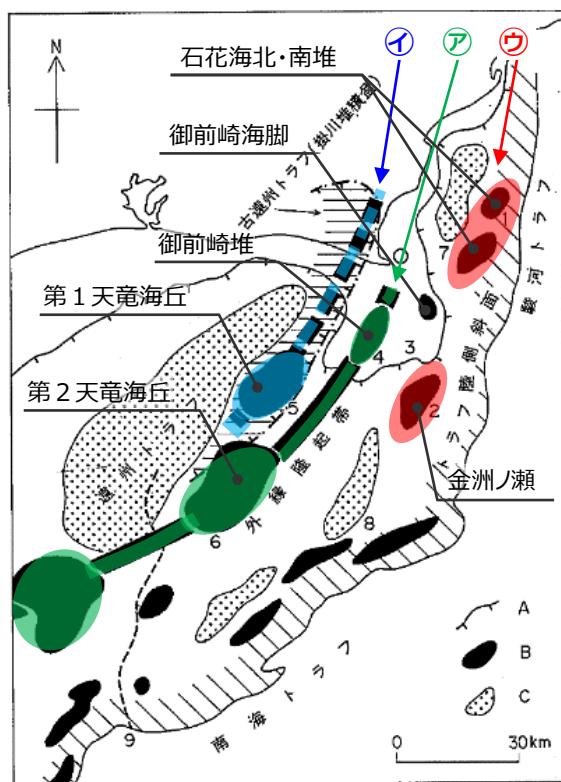 N
石花海北・南堆
㋑
㋐
㋒
御前崎海脚
古遠州トラフ(掛川堆積盆)
御前崎堆
第1天竜海丘
第2天竜海丘
遠州トラフ
外縁隆起帯
駿河トラフ
トラフ陸側斜面
金洲ノ瀬
南海トラフ
1
7
3
4
2
5
6
8
9
A
B
C
0
30km